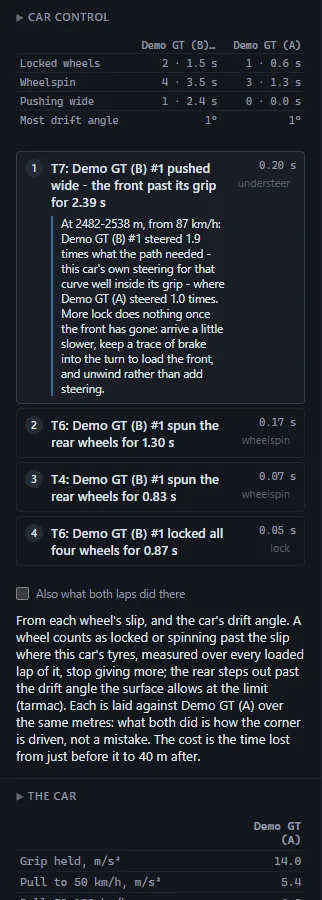 ▶ CAR CONTROL
Demo GT (B)… Demo GT (A)
Locked wheels 2 · 1.5 s 1 · 0.6 s
Wheelspin 4 · 3.5 s 3 · 1.3 s
Pushing wide 1 · 2.4 s 0 · 0.0 s
Most drift angle 1° 1°
1 T7: Demo GT (B) #1 pushed 0.20 s
wide - the front past its grip understeer
for 2.39 s
At 2482-2538 m, from 87 km/h:
Demo GT (B) #1 steered 1.9
times what the path needed -
this car's own steering for that
curve well inside its grip - where
Demo GT (A) steered 1.0 times.
More lock does nothing once
the front has gone: arrive a little
slower, keep a trace of brake
into the turn to load the front,
and unwind rather than add
steering.
2 T6: Demo GT (B) #1 spun the 0.17 s
rear wheels for 1.30 s wheelspin
3 T4: Demo GT (B) #1 spun the 0.07 s
rear wheels for 0.83 s wheelspin
4 T6: Demo GT (B) #1 locked all 0.05 s
four wheels for 0.87 s lock
Also what both laps did there
From each wheel's slip, and the car's drift angle. A
wheel counts as locked or spinning past the slip
where this car's tyres, measured over every loaded
lap of it, stop giving more; the rear steps out past
the drift angle the surface allows at the limit
(tarmac). Each is laid against Demo GT (A) over
the same metres: what both did is how the corner
is driven, not a mistake. The cost is the time lost
from just before it to 40 m after.
▶ THE CAR
Demo GT
(A)
Grip held, m/s² 14.0
Pull to 50 km/h, m/s² 5.4